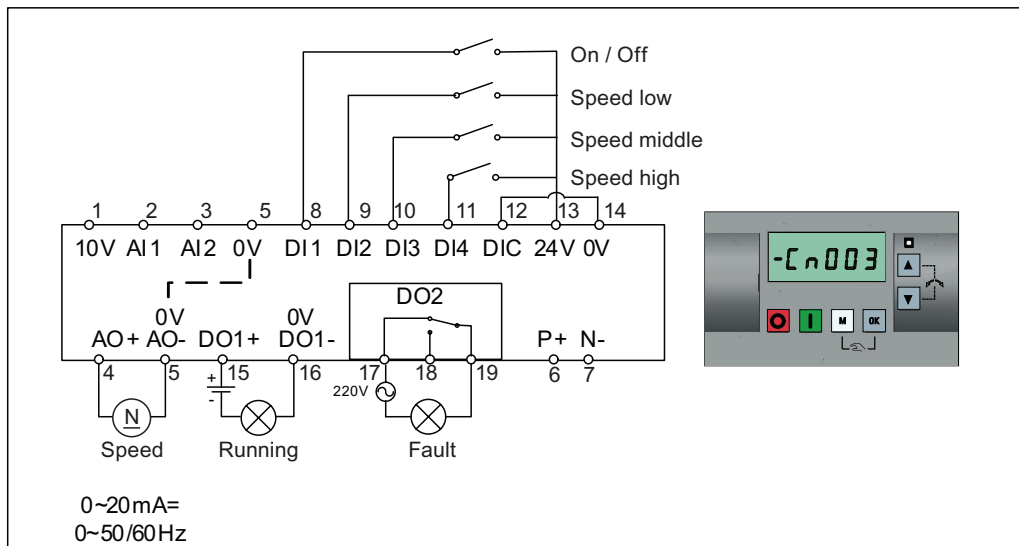 On / Off
Speed low
Speed middle
Speed high
1 2 3 5 8 9 10 11 12 13 14
10V AI1 AI2 0V DI1 DI2 DI3 DI4 DIC 24V 0V
-Cn003
DO2
0V 0V
AO+ AO- DO1+ DO1- P+ N-
M OK
4 5 15 16 17 18 19 6 7
+
-
220V
N
Speed Running Fault
0~20mA=
0~50/60Hz